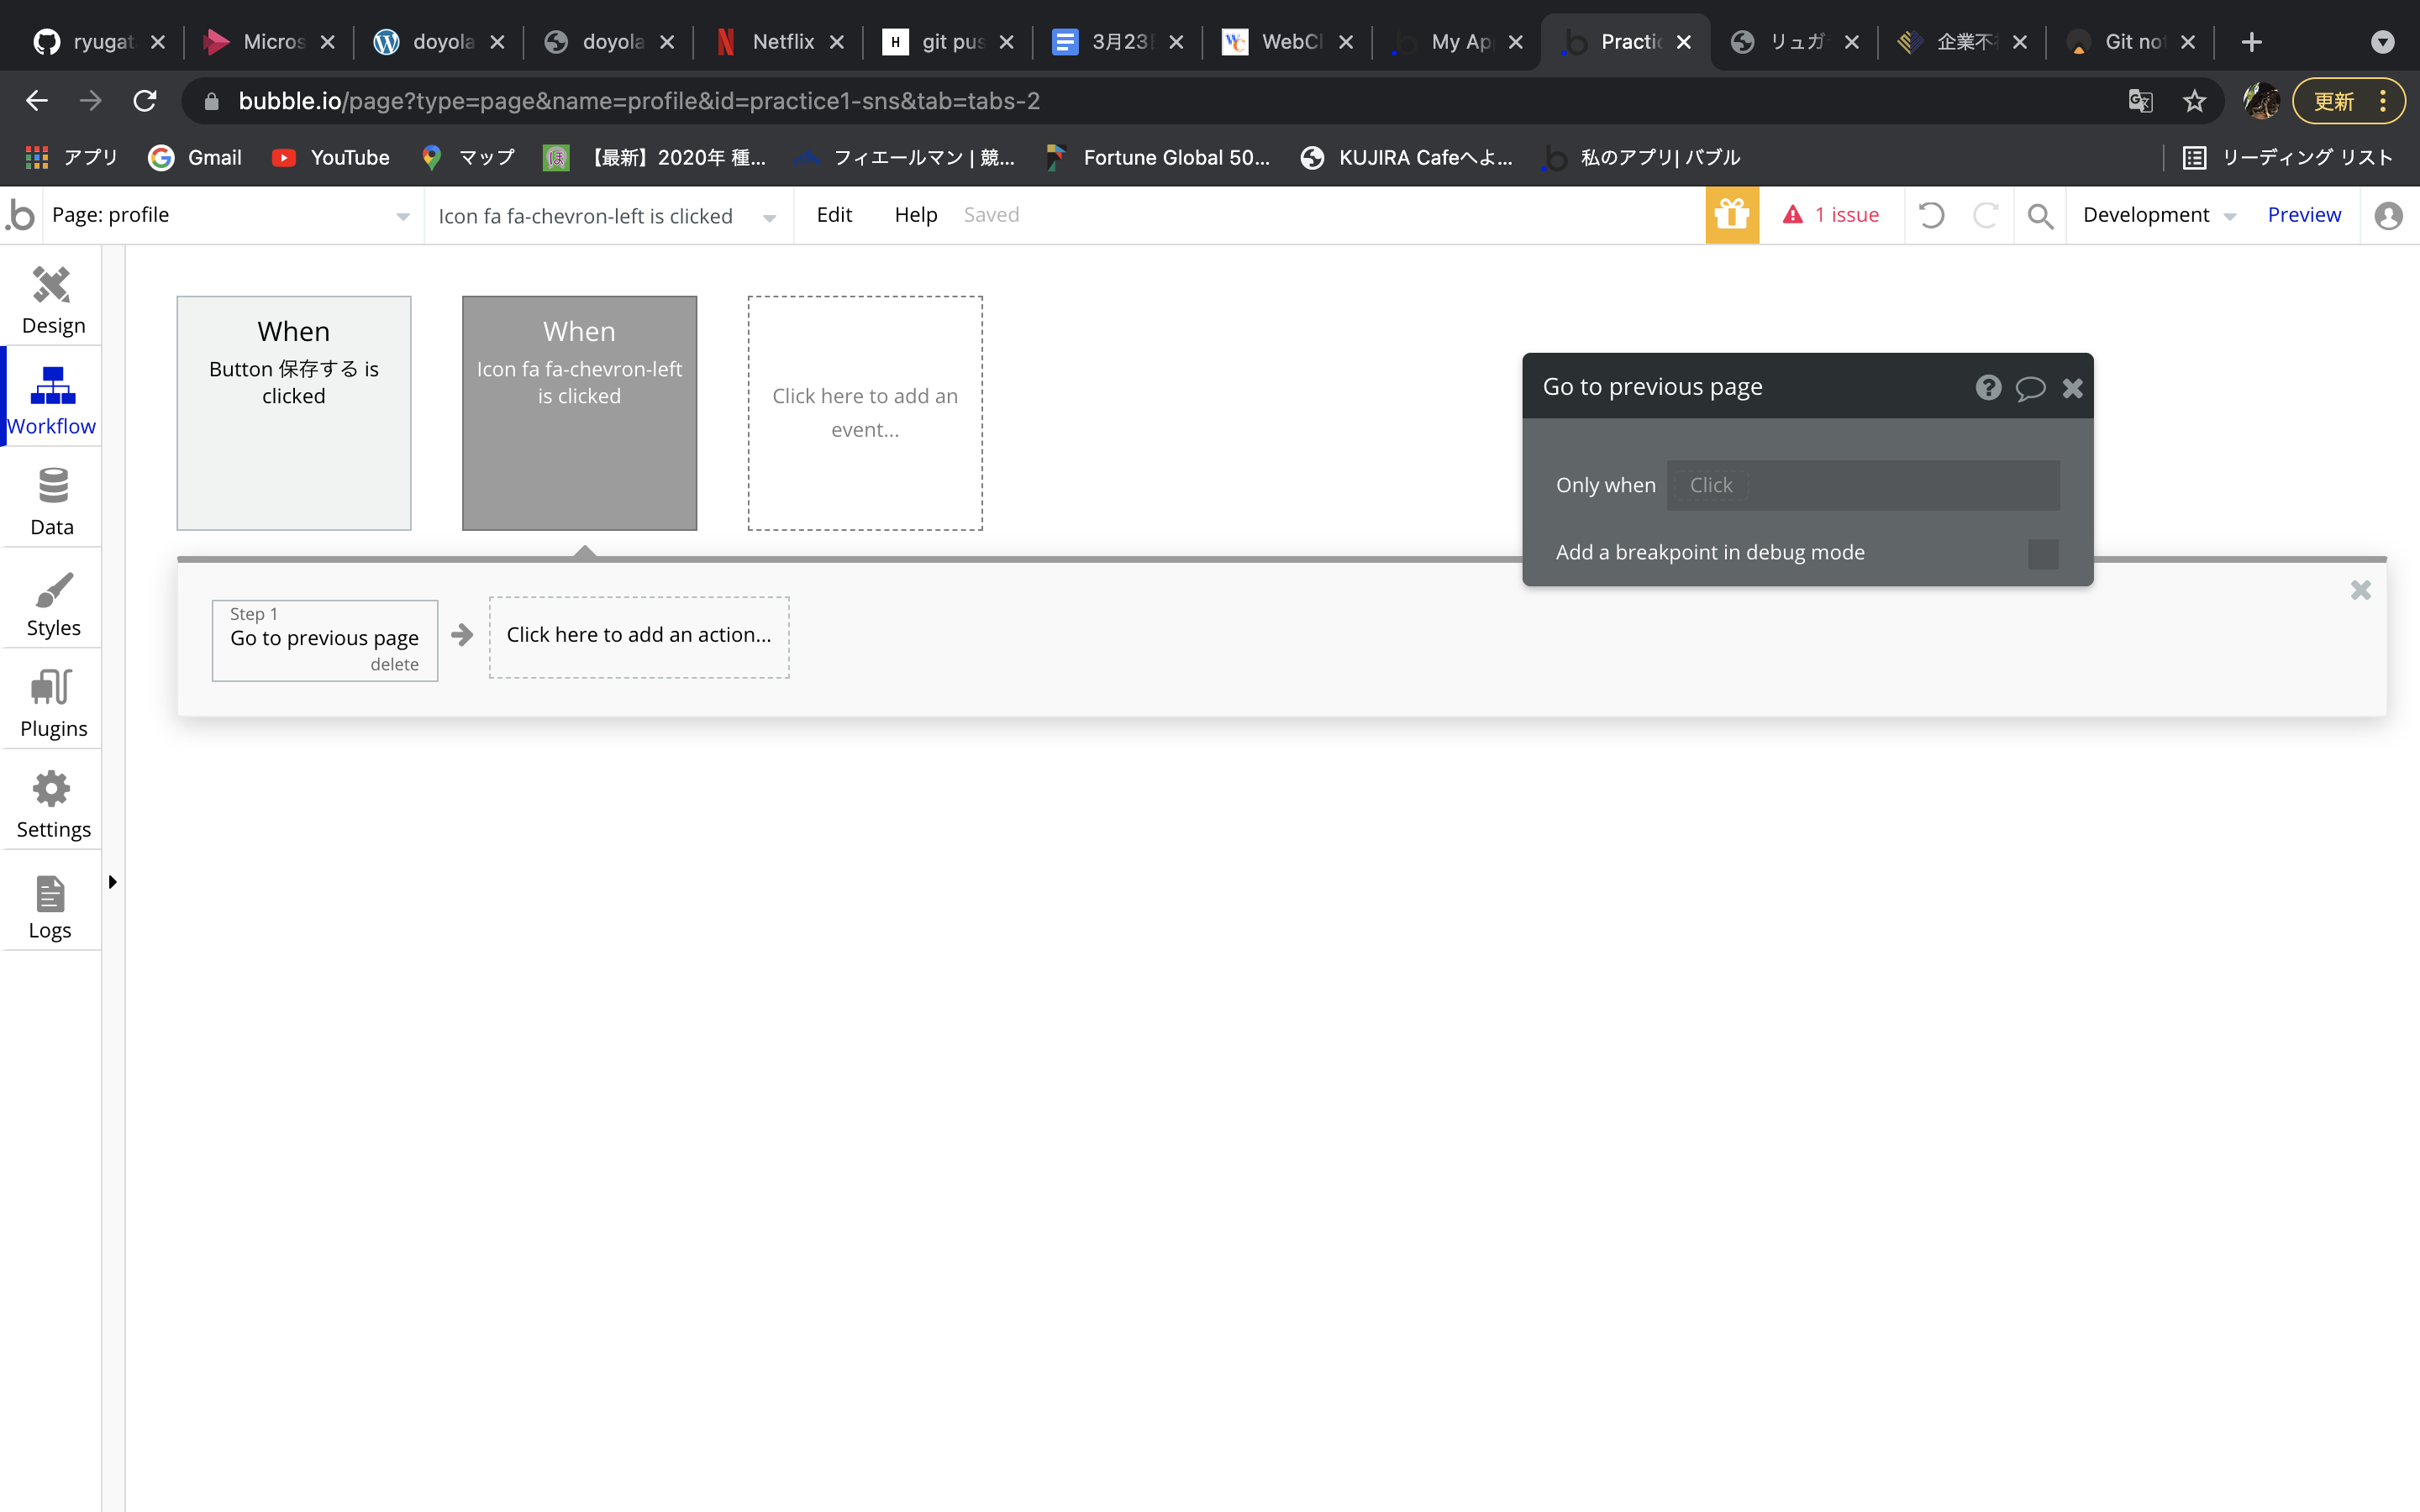 ryugat
Micros
doyola
doyola
Netflix
H
git pus
3月23日
WebCl
My Ap
Practic
リュガ
企業不
Git not
bubble.io/page?type=page&name=profile&id=practice1-sns&tab=tabs-2
更新
アプリ
Gmail
YouTube
マップ
ほ
【最新】2020年 種...
フィエールマン | 競...
Fortune Global 50...
KUJIRA Cafeへよ...
私のアプリ| バブル
リーディング リスト
Page: profile
Icon fa fa-chevron-left is clicked
Edit
Help
Saved
1 issue
Development
Preview
Design
Workflow
Data
Styles
Plugins
Settings
Logs
When
Button 保存する is
clicked
When
Icon fa fa-chevron-left
is clicked
Click here to add an
event...
Go to previous page
Only when
Click
Add a breakpoint in debug mode
Step 1
Go to previous page
delete
Click here to add an action...